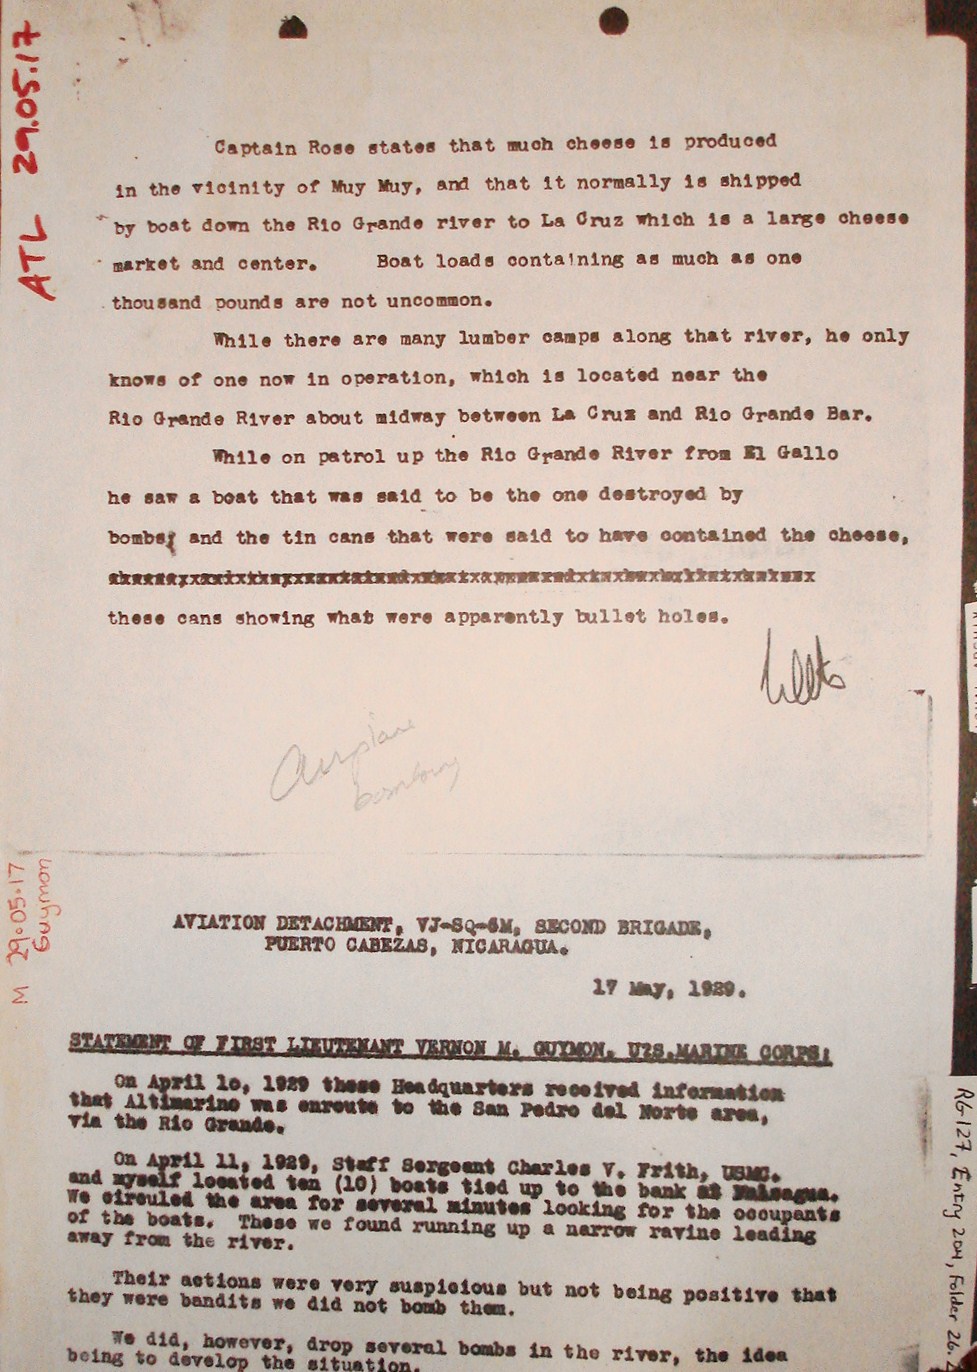 ATL 29.05.17
Captain Rose states that much cheese is produced
in the vicinity of Muy Muy, and that it normally is shipped
by boat down the Rio Grande river to La Cruz which is a large cheese
market and center. Boat loads containing as much as one
thousand pounds are not uncommon.
While there are many lumber camps along that river, he only
knows of one now in operation, which is located near the
Rio Grande River about midway between La Cruz and Rio Grande Bar.
While on patrol up the Rio Grande River from El Gallo
he saw a boat that was said to be the one destroyed by
bombs; and the tin cans that were said to have contained the cheese,
these cans showing what were apparently bullet holes.
Airplane
bombing
M 29.05.17
Guymon
AVIATION DETACHMENT, VJ-SQ-6M, SECOND BRIGADE,
PUERTO CABEZAS, NICARAGUA.
17 May, 1929.
STATEMENT OF FIRST LIEUTENANT VERNON M. GUYMON, U?S.MARINE CORPS:
On April 10, 1929 these Headquarters received information
that Altimarino was enroute to the San Pedro del Norte area,
via the Rio Grande.
On April 11, 1929, Staff Sergeant Charles V. Frith, USMC.
and myself located ten (10) boats tied up to the bank at
We circuled the area for several minutes looking for the occupants
of the boats. These we found running up a narrow ravine leading
away from the river.
Their actions were very suspicious but not being positive that
they were bandits we did not bomb them.
We did, however, drop several bombs in the river, the idea
being to develop the situation.
RG-127, Entry 204, Folder 26.